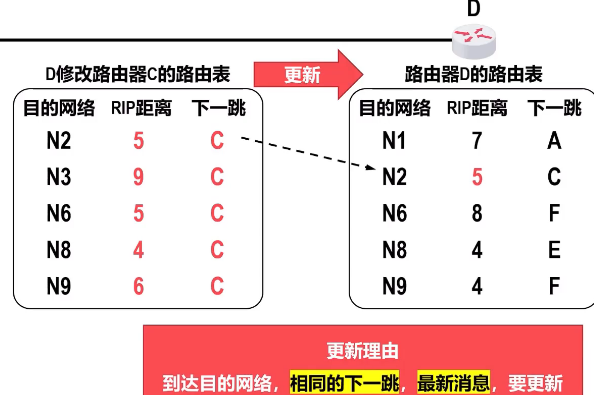 D
D修改路由器C的路由表
更新
路由器D的路由表
目的网络 RIP距离 下一跳
N2 5 C
N3 9 C
N6 5 C
N8 4 C
N9 6 C
目的网络 RIP距离 下一跳
N1 7 A
N2 5 C
N6 8 F
N8 4 E
N9 4 F
更新理由
到达目的网络，相同的下一跳，最新消息，要更新